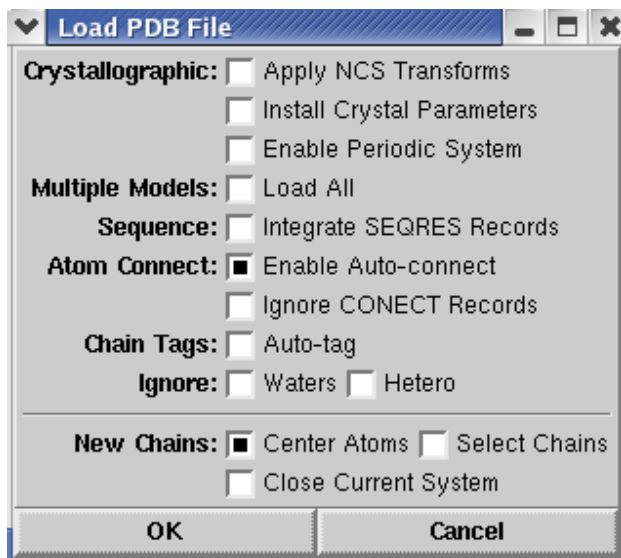 Load PDB File
Crystallographic: Apply NCS Transforms
Install Crystal Parameters
Enable Periodic System
Multiple Models: Load All
Sequence: Integrate SEQRES Records
Atom Connect: Enable Auto-connect
Ignore CONECT Records
Chain Tags: Auto-tag
Ignore: Waters Hetero
New Chains: Center Atoms Select Chains
Close Current System
OK Cancel